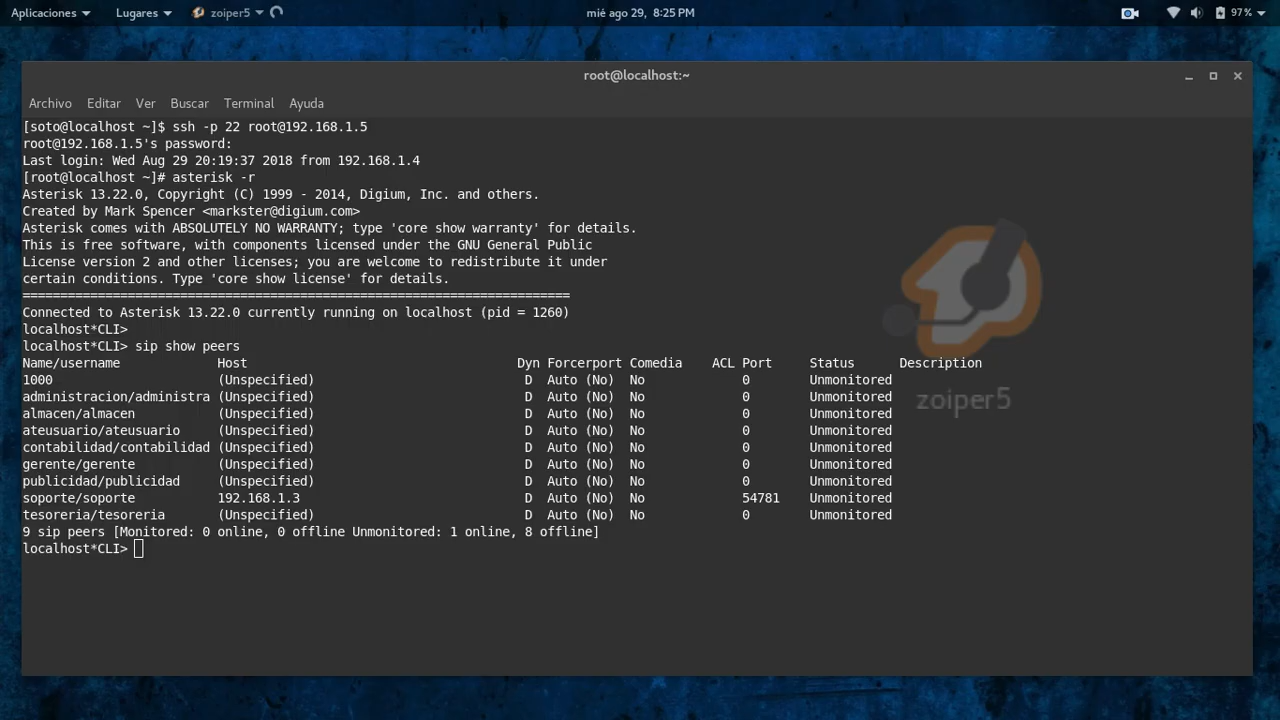 Aplicaciones Lugares zoiper5 mié ago 29, 8:25 PM 97%
root@localhost:~
Archivo Editar Ver Buscar Terminal Ayuda
[soto@localhost ~]$ ssh -p 22 root@192.168.1.5
root@192.168.1.5's password:
Last login: Wed Aug 29 20:19:37 2018 from 192.168.1.4
[root@localhost ~]# asterisk -r
Asterisk 13.22.0, Copyright (C) 1999 - 2014, Digium, Inc. and others.
Created by Mark Spencer <markster@digium.com>
Asterisk comes with ABSOLUTELY NO WARRANTY; type 'core show warranty' for details.
This is free software, with components licensed under the GNU General Public
License version 2 and other licenses; you are welcome to redistribute it under
certain conditions. Type 'core show license' for details.
=========================================================================
Connected to Asterisk 13.22.0 currently running on localhost (pid = 1260)
localhost*CLI>
localhost*CLI> sip show peers
Name/username Host Dyn Forcerport Comedia ACL Port Status Description
1000 (Unspecified) D Auto (No) No 0 Unmonitored
administracion/administra (Unspecified) D Auto (No) No 0 Unmonitored
almacen/almacen (Unspecified) D Auto (No) No 0 Unmonitored
ateusuario/ateusuario (Unspecified) D Auto (No) No 0 Unmonitored
contabilidad/contabilidad (Unspecified) D Auto (No) No 0 Unmonitored
gerente/gerente (Unspecified) D Auto (No) No 0 Unmonitored
publicidad/publicidad (Unspecified) D Auto (No) No 0 Unmonitored
soporte/soporte 192.168.1.3 D Auto (No) No 54781 Unmonitored
tesoreria/tesoreria (Unspecified) D Auto (No) No 0 Unmonitored
9 sip peers [Monitored: 0 online, 0 offline Unmonitored: 1 online, 8 offline]
localhost*CLI>
zoiper5